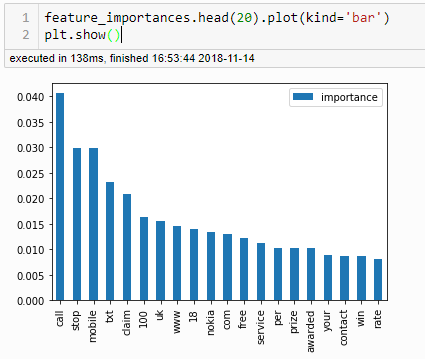 1 feature_importances.head(20).plot(kind='bar')
2 plt.show()
executed in 138ms, finished 16:53:44 2018-11-14
importance
0.040
0.035
0.030
0.025
0.020
0.015
0.010
0.005
0.000
call
stop
mobile
txt
claim
100
uk
www
18
nokia
com
free
service
per
prize
awarded
your
contact
win
rate